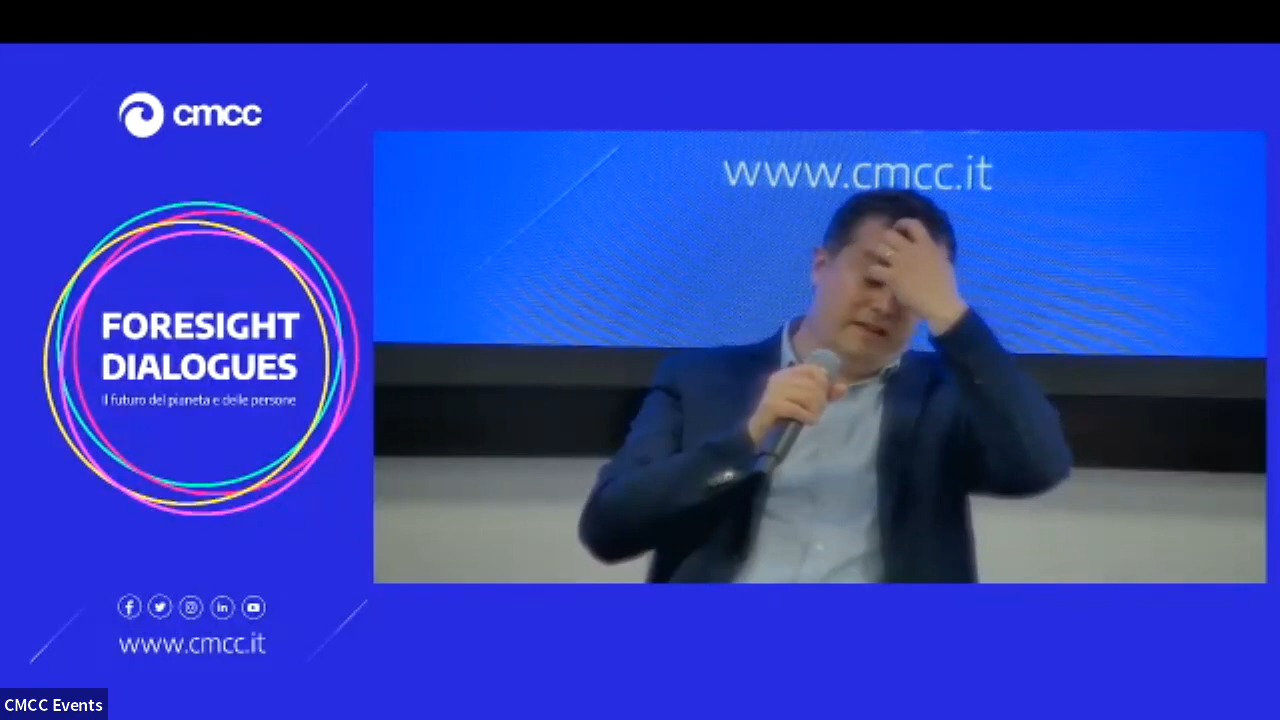 cmcc
www.cmcc.it
FORESIGHT
DIALOGUES
Il futuro del pianeta e delle persone
www.cmcc.it
CMCC Events